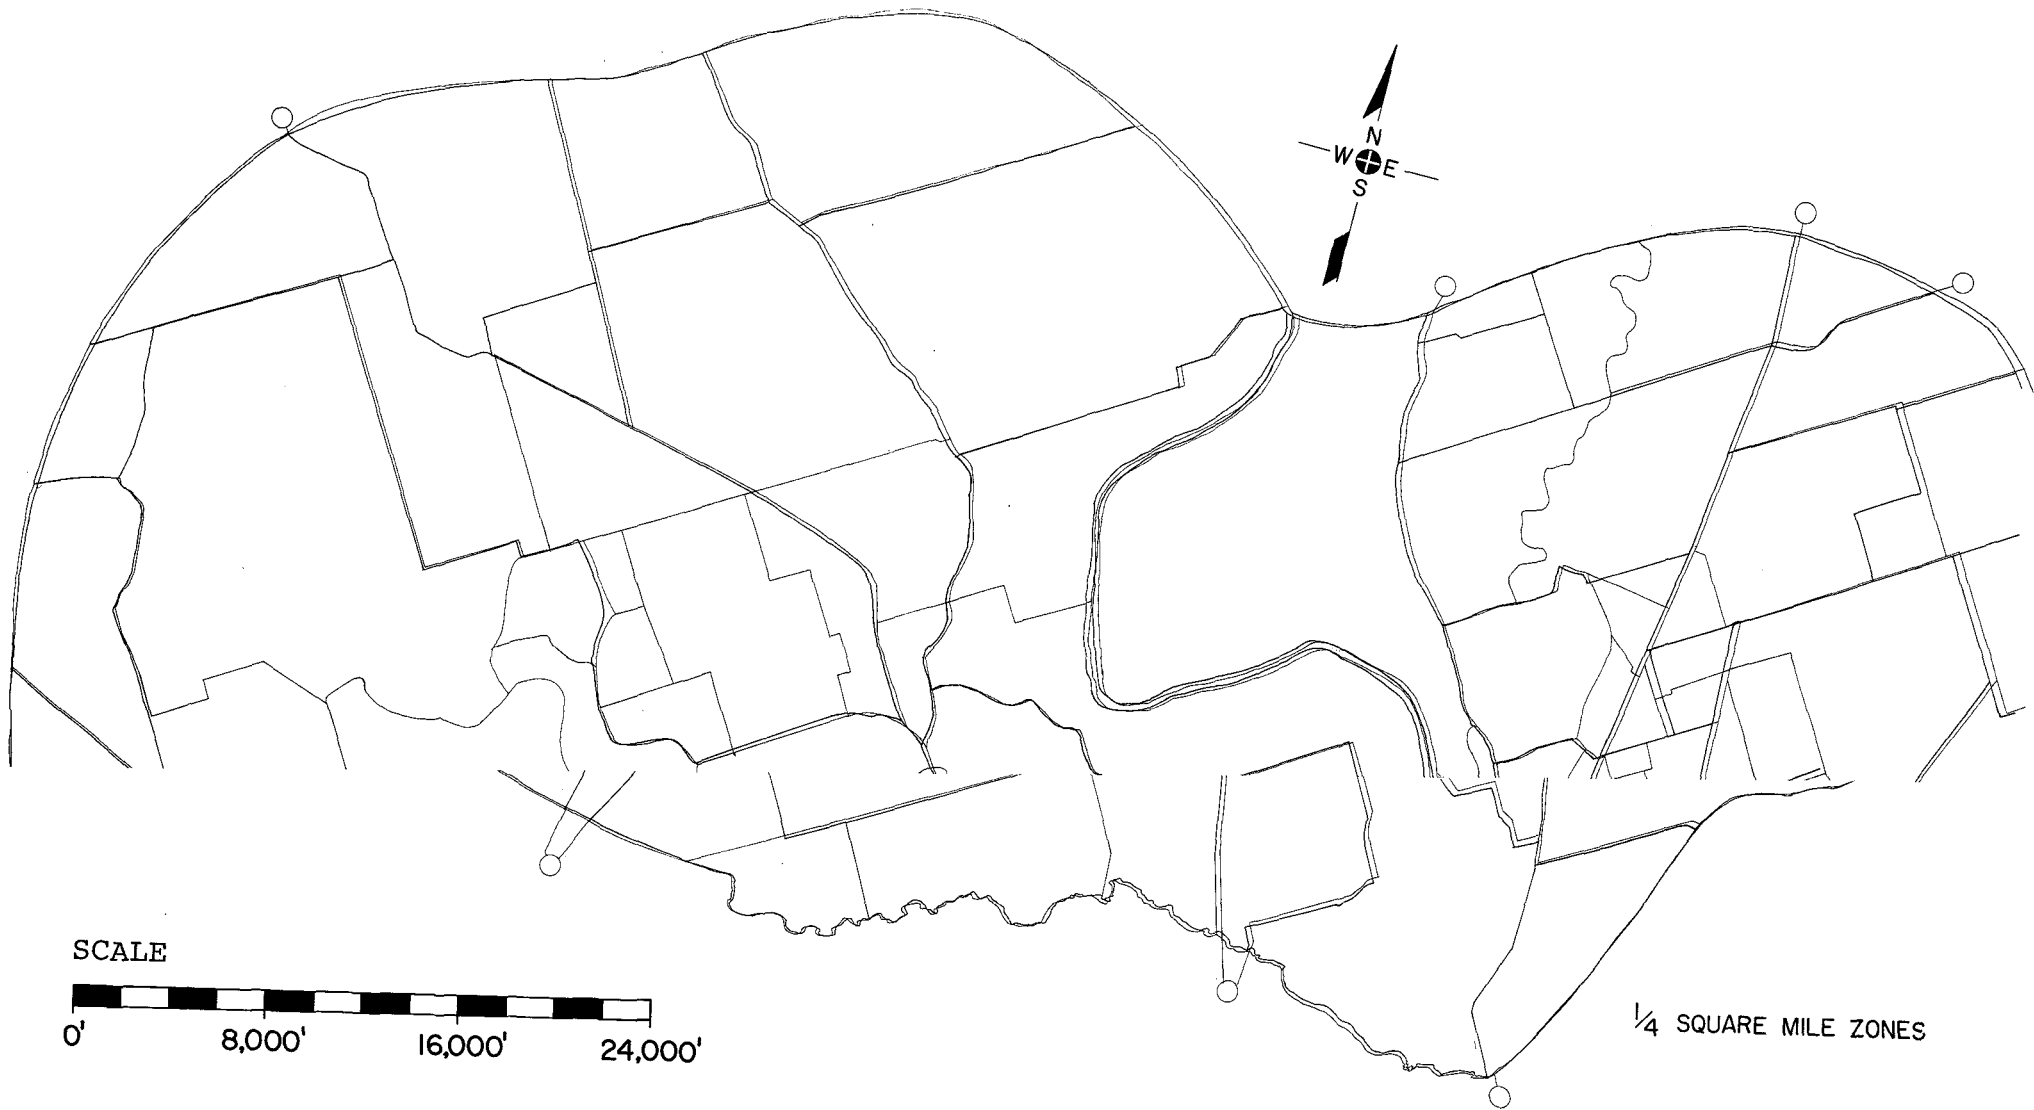 N
W E
S
SCALE
0' 8,000' 16,000' 24,000'
1/4 SQUARE MILE ZONES